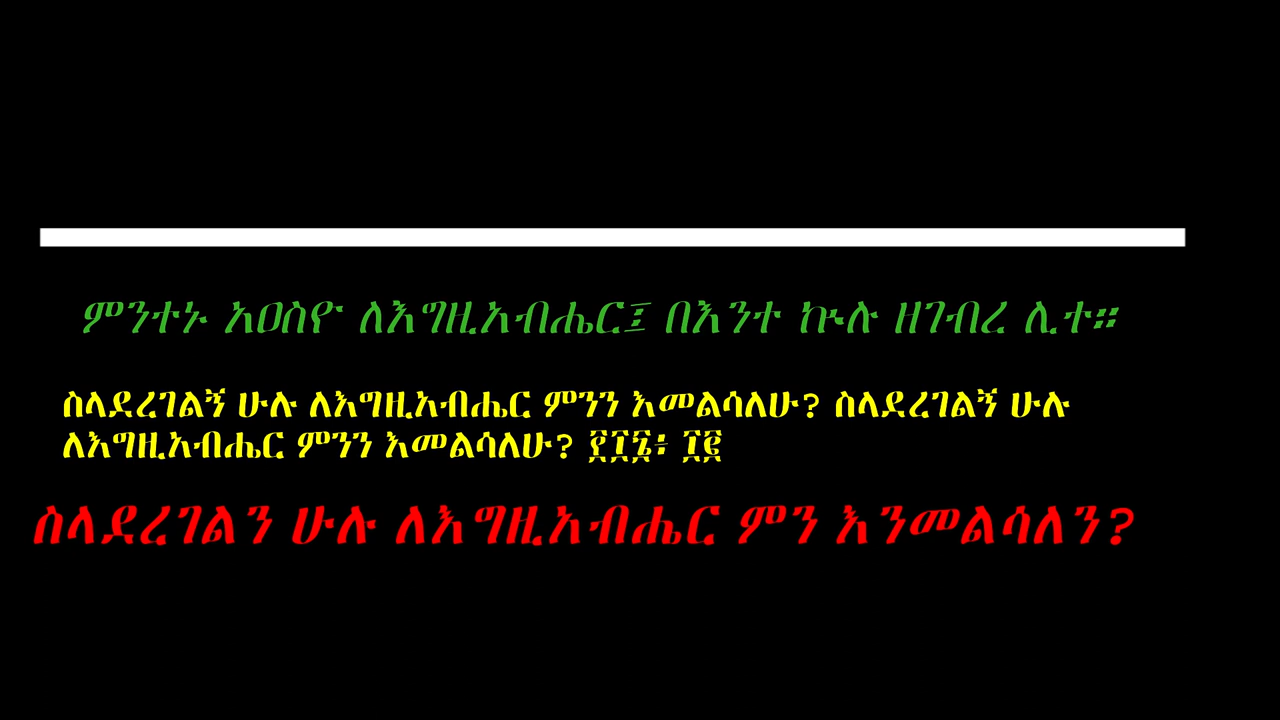 ምንተኑ አዐስዮ ለእግዚአብሔር፤ በእንተ ኵሉ ዘገብረ ሊተ።
ስላደረገልኝ ሁሉ ለእግዚአብሔር ምንን እመልሳለሁ? ስላደረገልኝ ሁሉ
ለእግዚአብሔር ምንን እመልሳለሁ? ፻፲፮፥ ፲፪
ስላደረገልን ሁሉ ለእግዚአብሔር ምን እንመልሳለን?